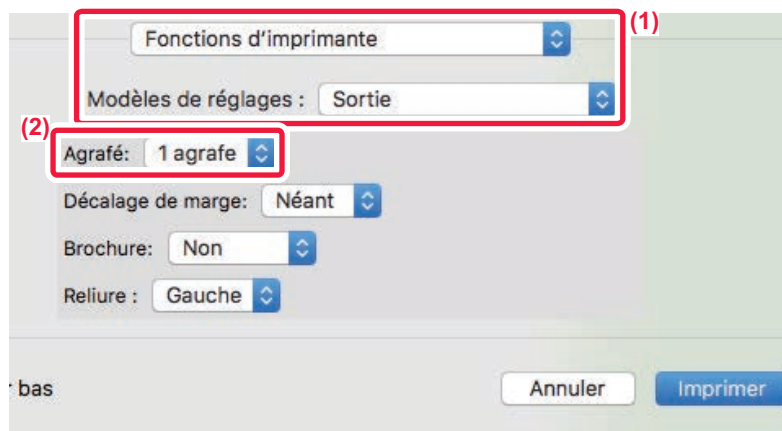 (1)
Fonctions d'imprimante
Modèles de réglages : Sortie
(2)
Agrafé: 1 agrafe
Décalage de marge: Néant
Brochure: Non
Reliure : Gauche
r bas
Annuler Imprimer